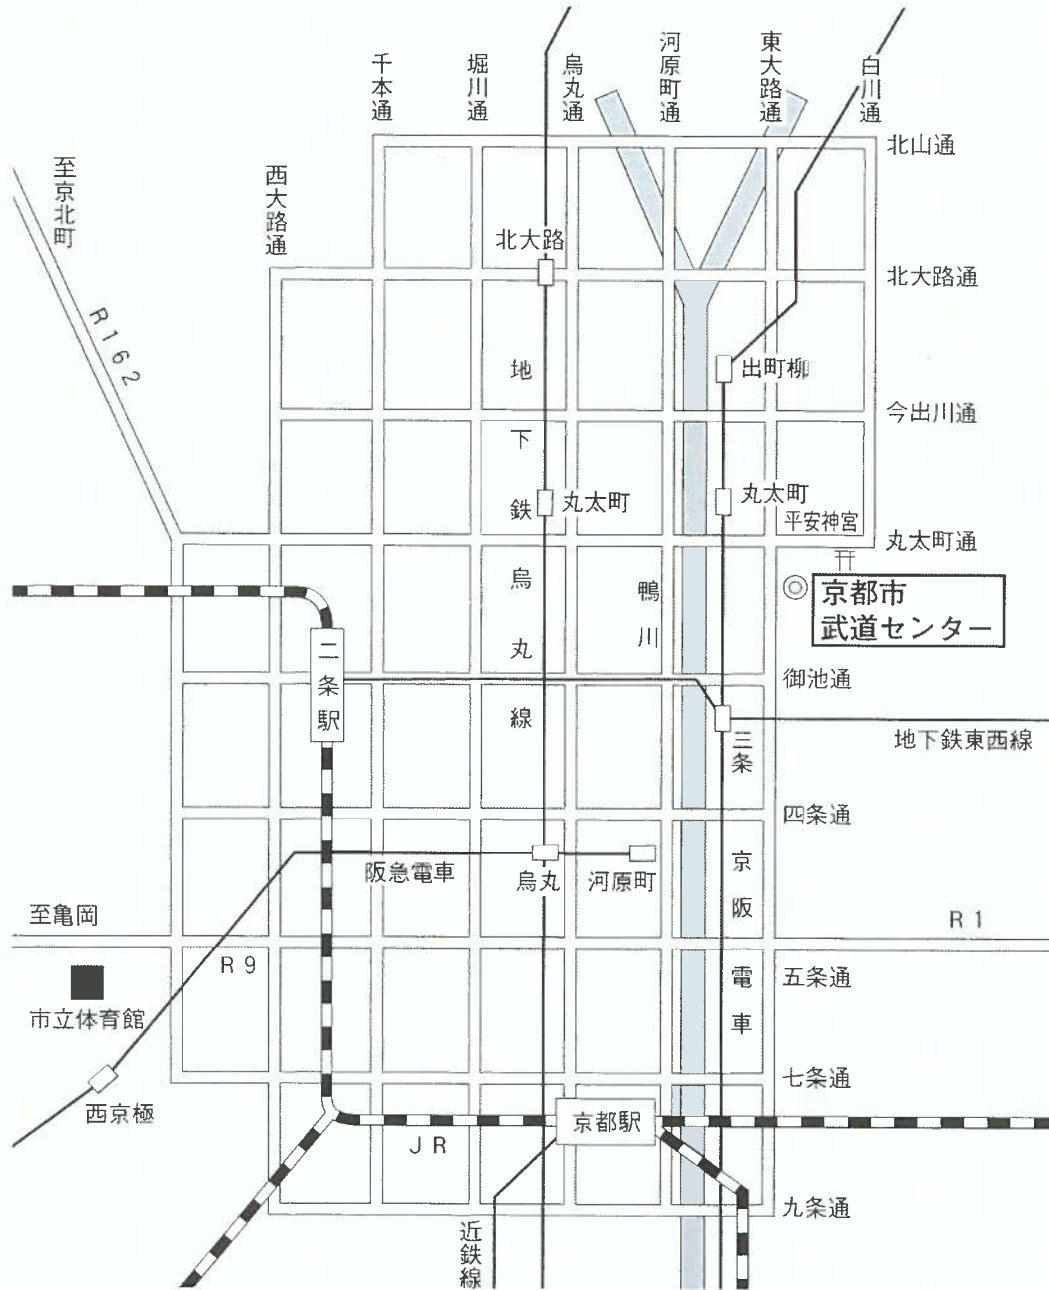 千本通
堀川通
烏丸通
河原町通
東大路通
白川通
北山通
至京北町
西大路通
北大路
北大路通
R162
地下鉄烏丸線
出町柳
今出川通
丸太町
丸太町
平安神宮
丸太町通
鴨川
京都市
武道センター
二条駅
御池通
三条
地下鉄東西線
四条通
阪急電車
烏丸
河原町
京阪電車
至亀岡
R1
R9
五条通
市立体育館
七条通
西京極
京都駅
JR
九条通
近鉄線